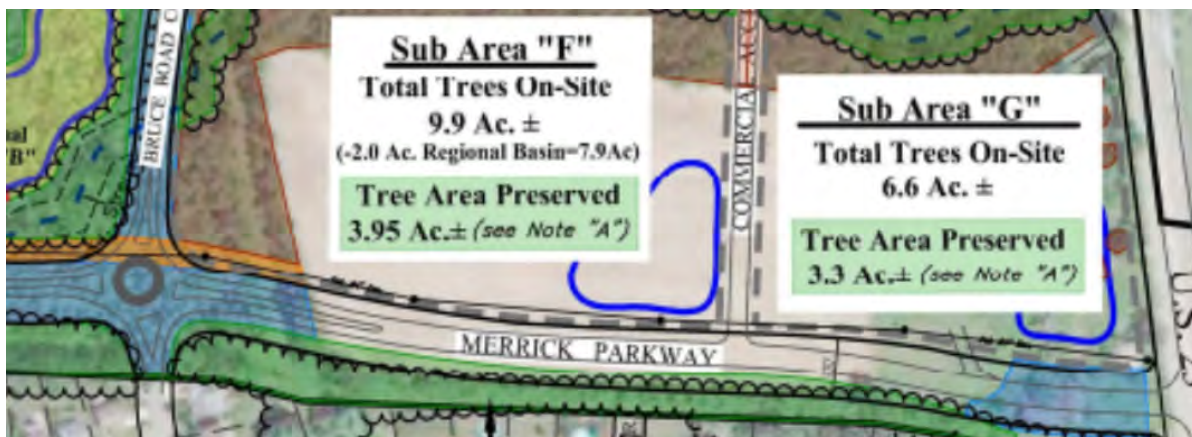 Sub Area "F"
Total Trees On-Site
9.9 Ac. ±
(-2.0 Ac. Regional Basin=7.9Ac)
Tree Area Preserved
3.95 Ac.± (see Note "A")
Sub Area "G"
Total Trees On-Site
6.6 Ac. ±
Tree Area Preserved
3.3 Ac.± (see Note "A")
BRUCE ROAD C
COMMERCIAL ACC
MERRICK PARKWAY
"B"
U.S. 2